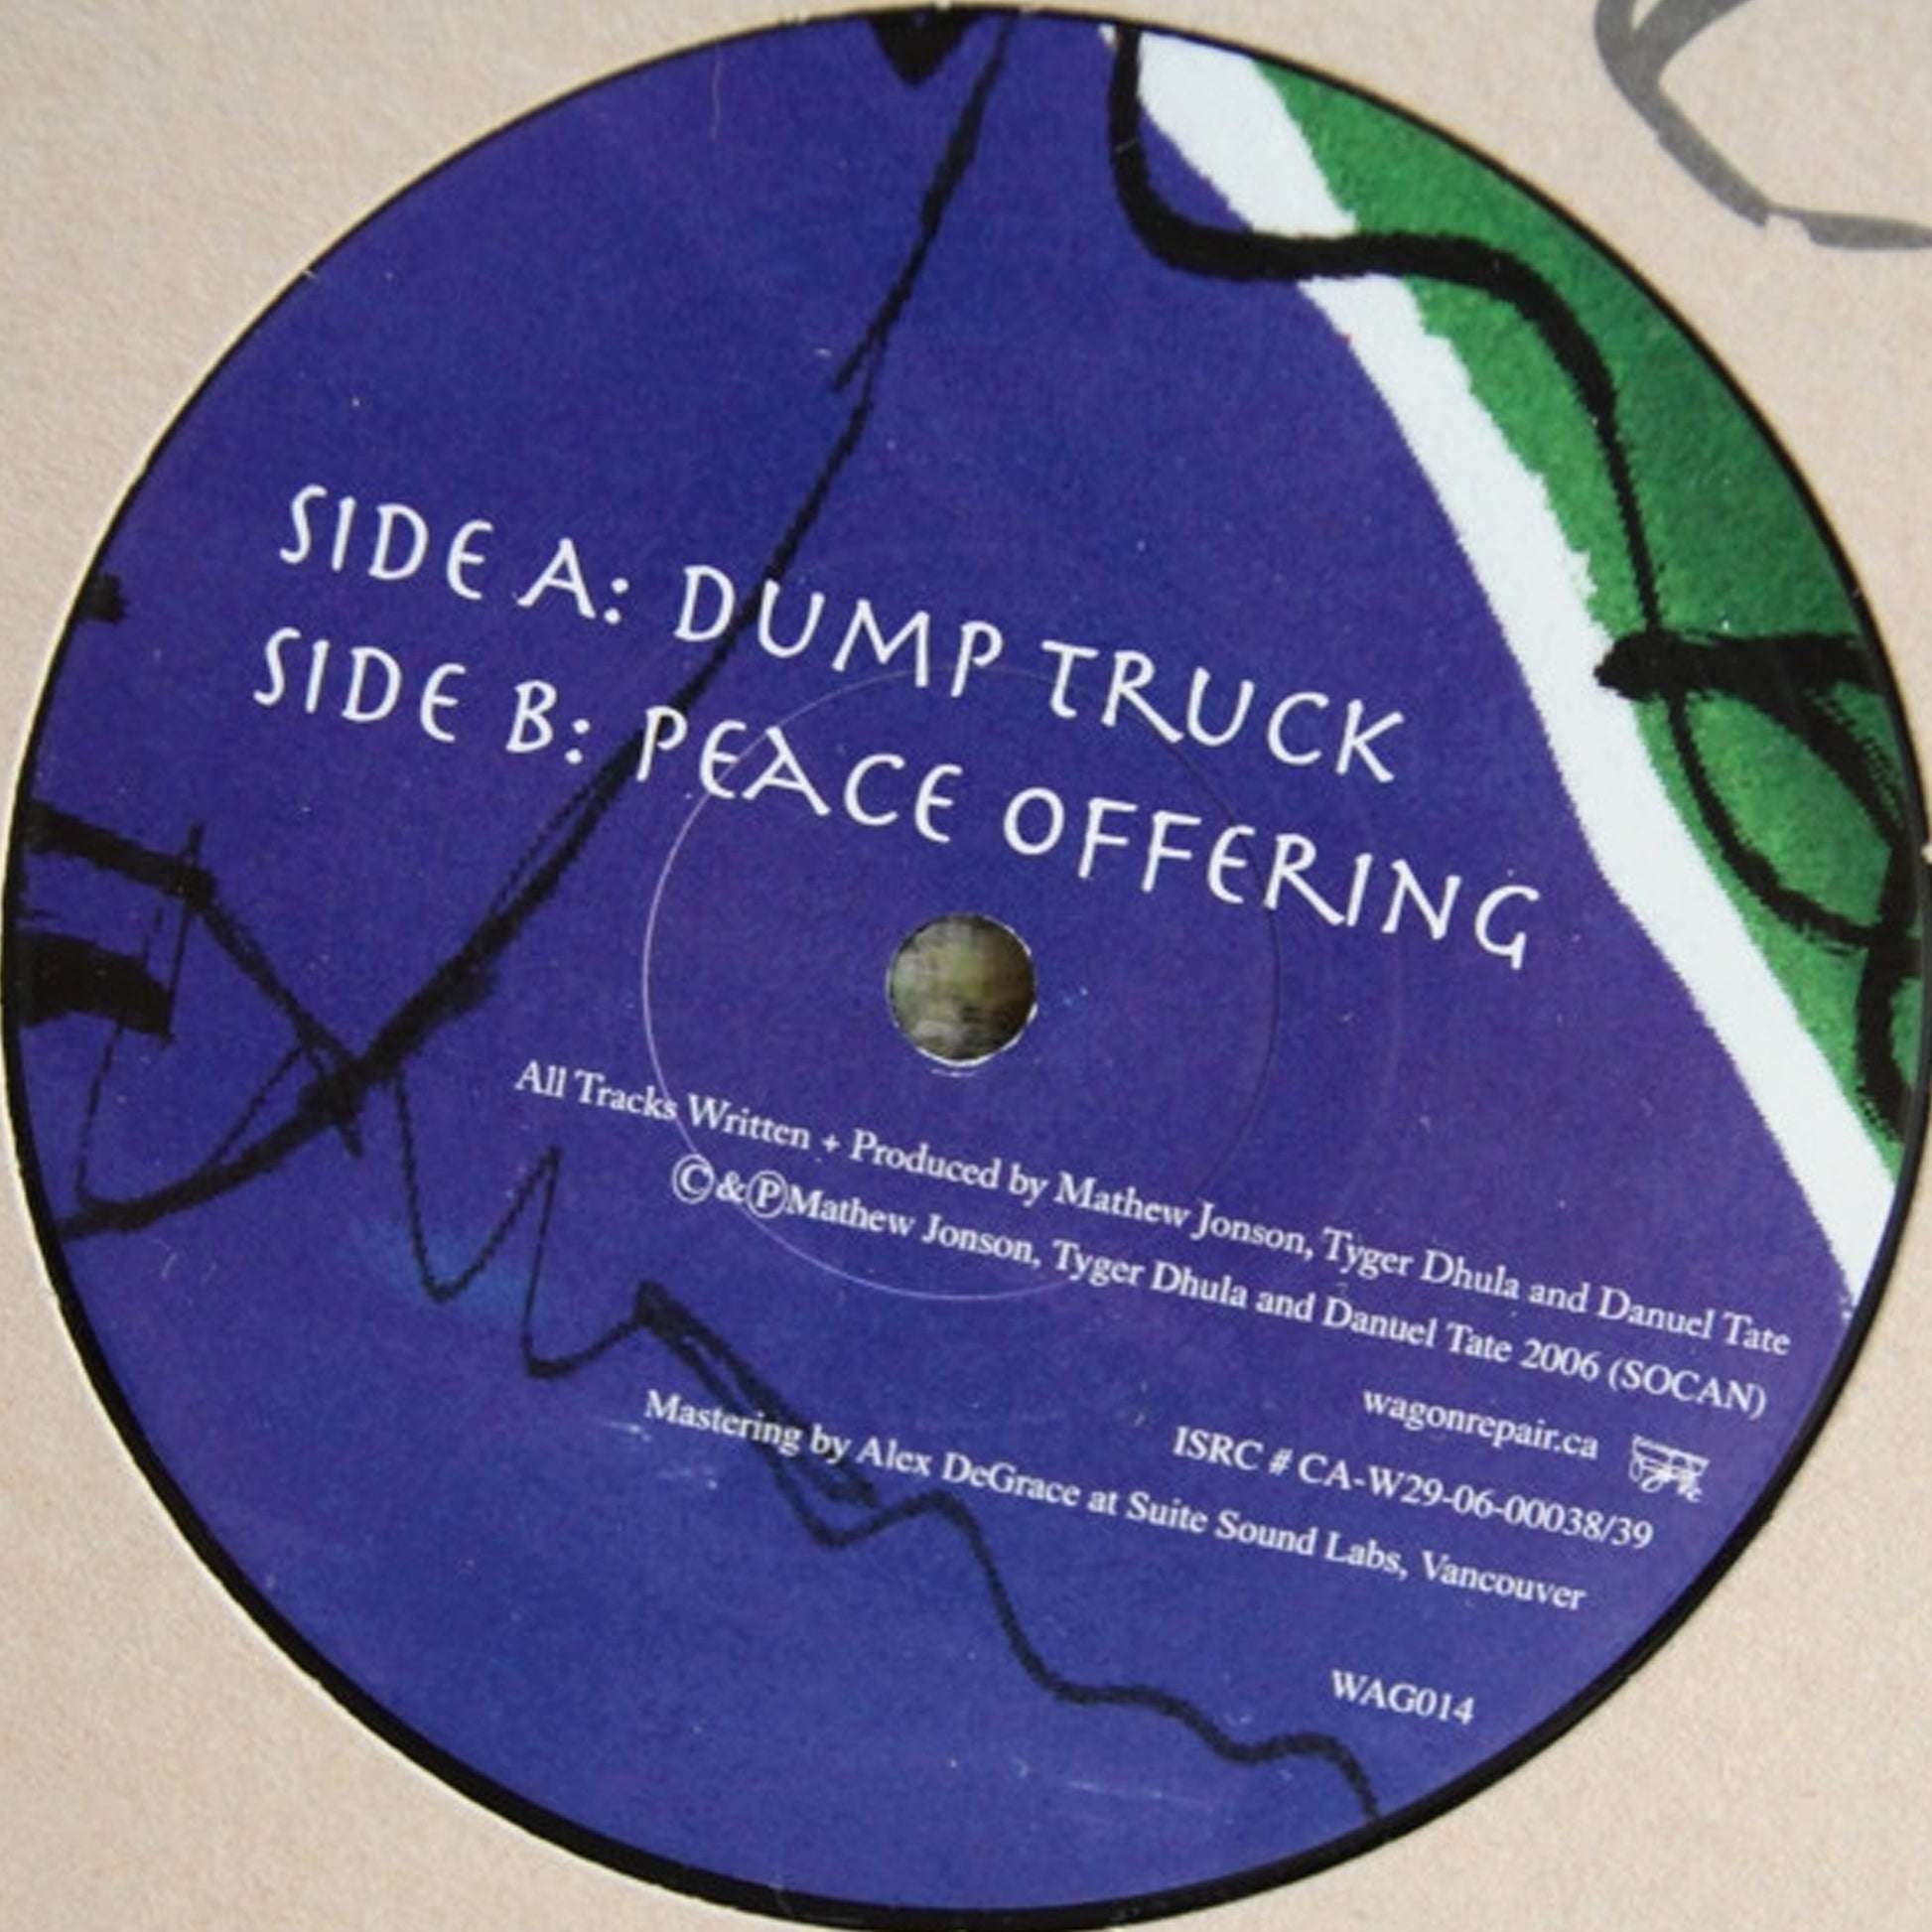 SIDE A: DUMP TRUCK
SIDE B: PEACE OFFERING
All Tracks Written + Produced by Mathew Jonson, Tyger Dhula and Danuel Tate
©&℗Mathew Jonson, Tyger Dhula and Danuel Tate 2006 (SOCAN)
wagonrepair.ca
ISRC # CA-W29-06-00038/39
Mastering by Alex DeGrace at Suite Sound Labs, Vancouver
WAG014